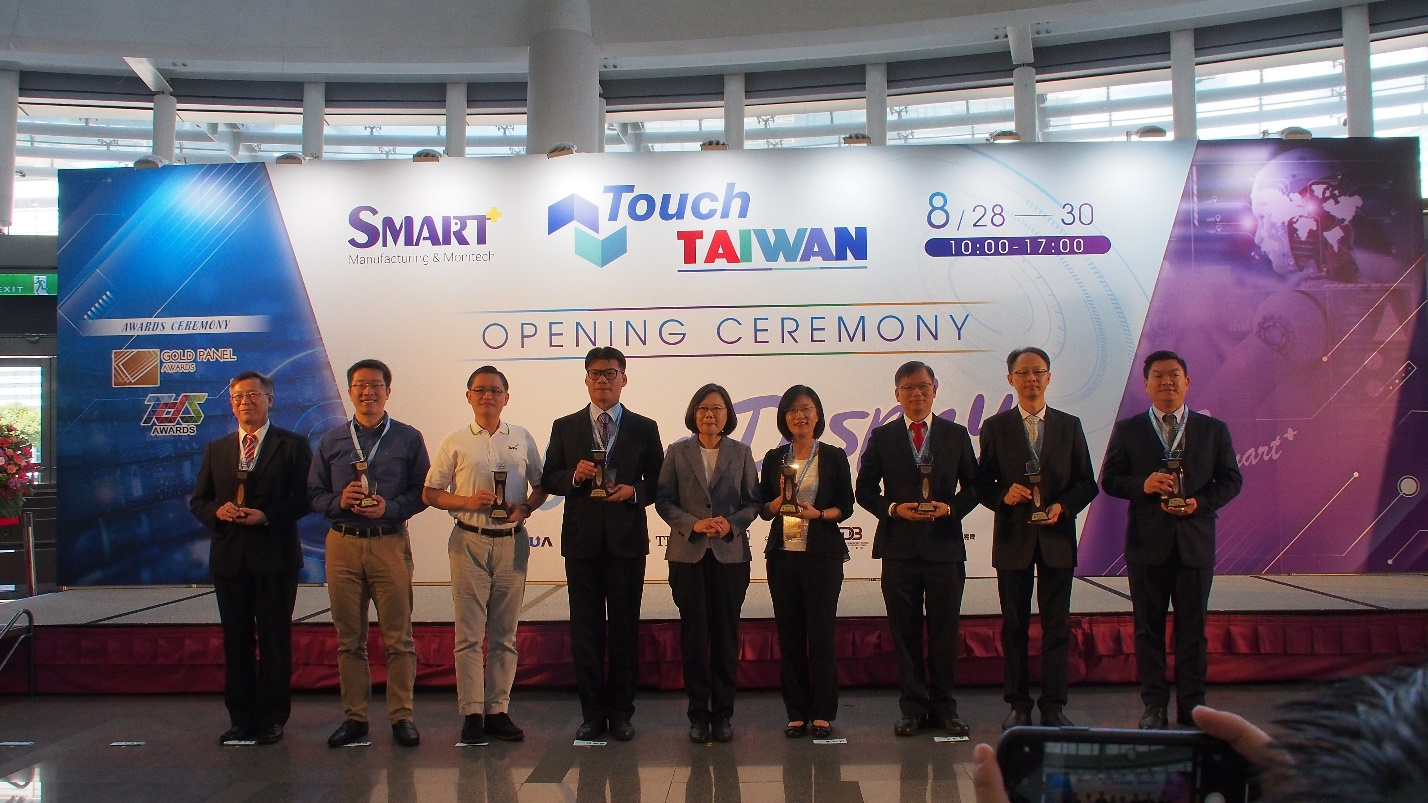 SMART+
Manufacturing & Monitech
Touch
TAIWAN
8/28—30
10:00-17:00
EXIT
AWARDS CEREMONY
OPENING CEREMONY
GOLD PANEL
AWARDS
AWARDS
smart+